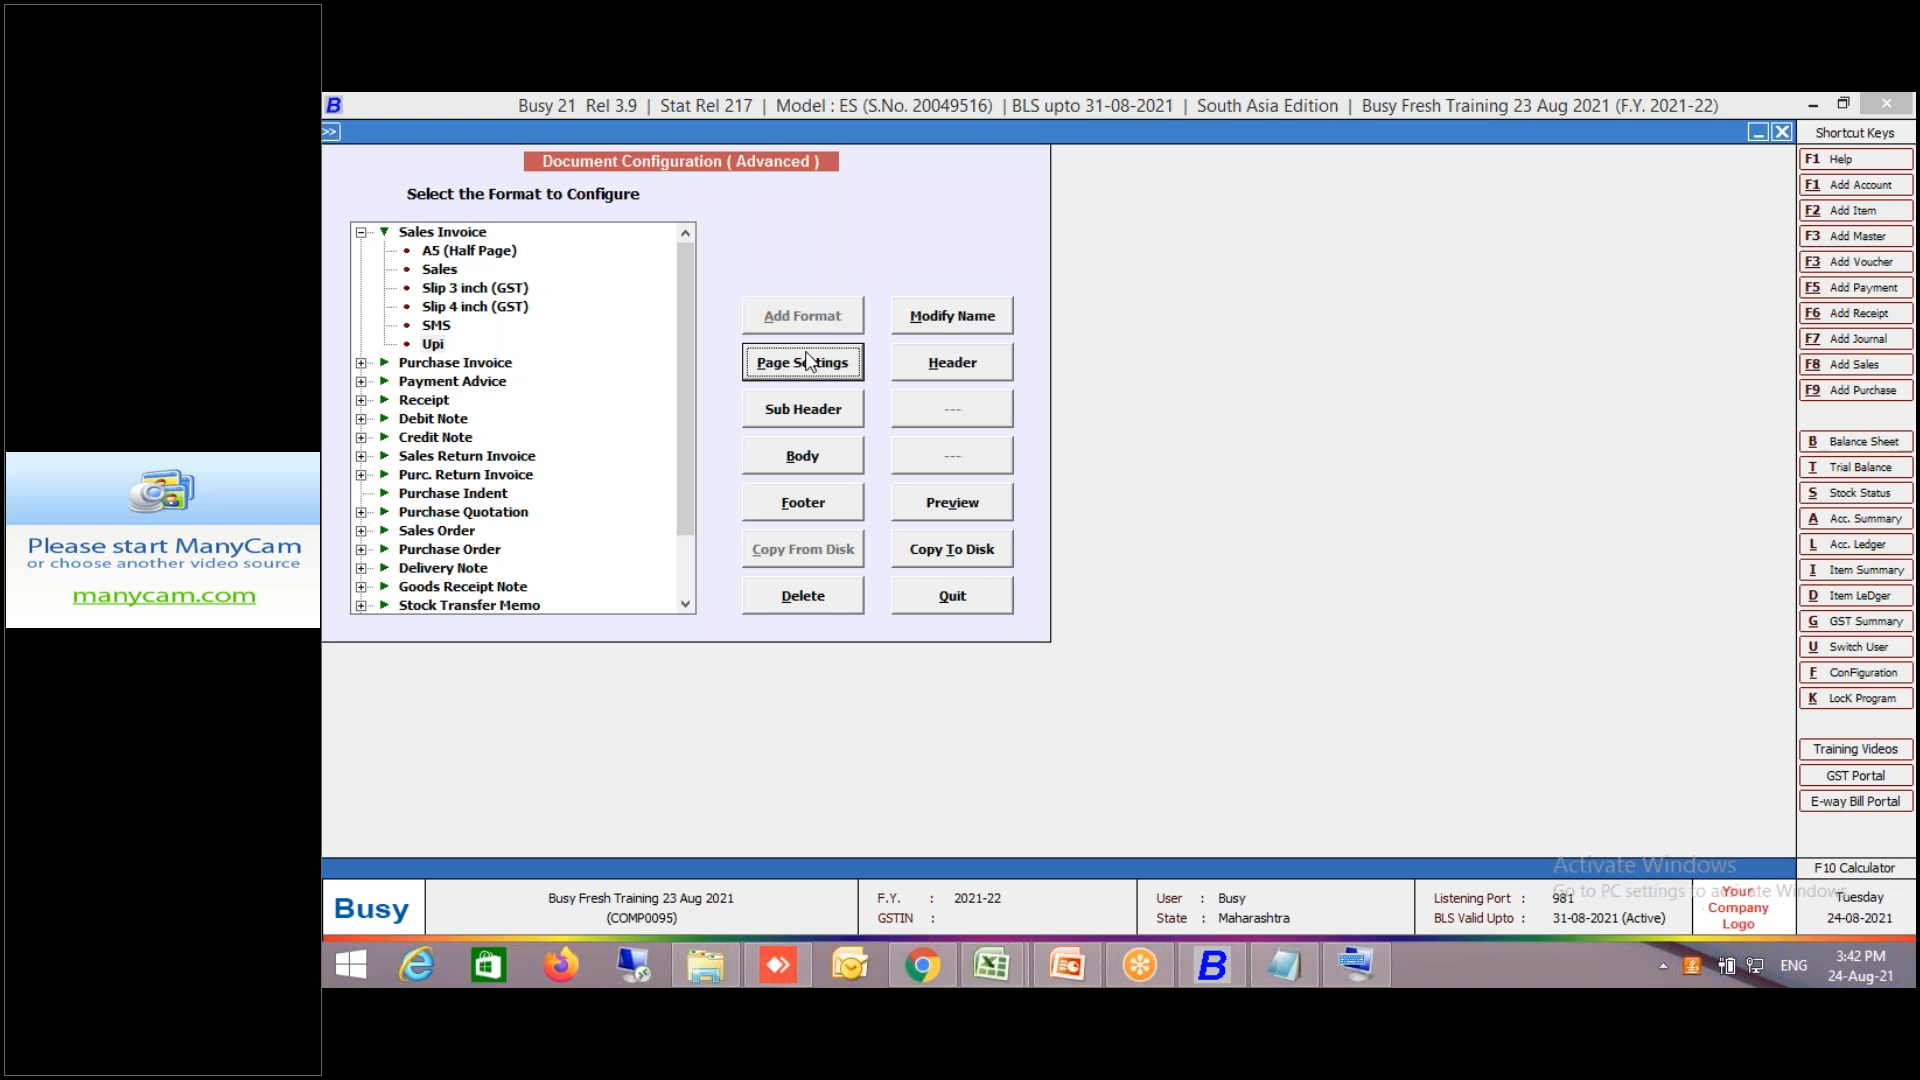 B Busy 21 Rel 3.9 | Stat Rel 217 | Model : ES (S.No. 20049516) | BLS upto 31-08-2021 | South Asia Edition | Busy Fresh Training 23 Aug 2021 (F.Y. 2021-22)
>>
Document Configuration ( Advanced )
Select the Format to Configure
Sales Invoice
A5 (Half Page)
Sales
Slip 3 inch (GST)
Slip 4 inch (GST)
SMS
Upi
Purchase Invoice
Payment Advice
Receipt
Debit Note
Credit Note
Sales Return Invoice
Purc. Return Invoice
Purchase Indent
Purchase Quotation
Sales Order
Purchase Order
Delivery Note
Goods Receipt Note
Stock Transfer Memo
Add Format
Modify Name
Page Settings
Header
Sub Header
---
Body
---
Footer
Preview
Copy From Disk
Copy To Disk
Delete
Quit
Shortcut Keys
F1 Help
F1 Add Account
F2 Add Item
F3 Add Master
F3 Add Voucher
F5 Add Payment
F6 Add Receipt
F7 Add Journal
F8 Add Sales
F9 Add Purchase
B Balance Sheet
T Trial Balance
S Stock Status
A Acc. Summary
L Acc. Ledger
I Item Summary
D Item LeDger
G GST Summary
U Switch User
F ConFiguration
K LocK Program
Training Videos
GST Portal
E-way Bill Portal
F10 Calculator
Please start ManyCam
or choose another video source
manycam.com
Activate Windows
Go to PC settings to activate Windows.
Busy
Busy Fresh Training 23 Aug 2021
(COMP0095)
F.Y. : 2021-22
GSTIN :
User : Busy
State : Maharashtra
Listening Port : 981
BLS Valid Upto : 31-08-2021 (Active)
Your
Company
Logo
Tuesday
24-08-2021
B
ENG
3:42 PM
24-Aug-21